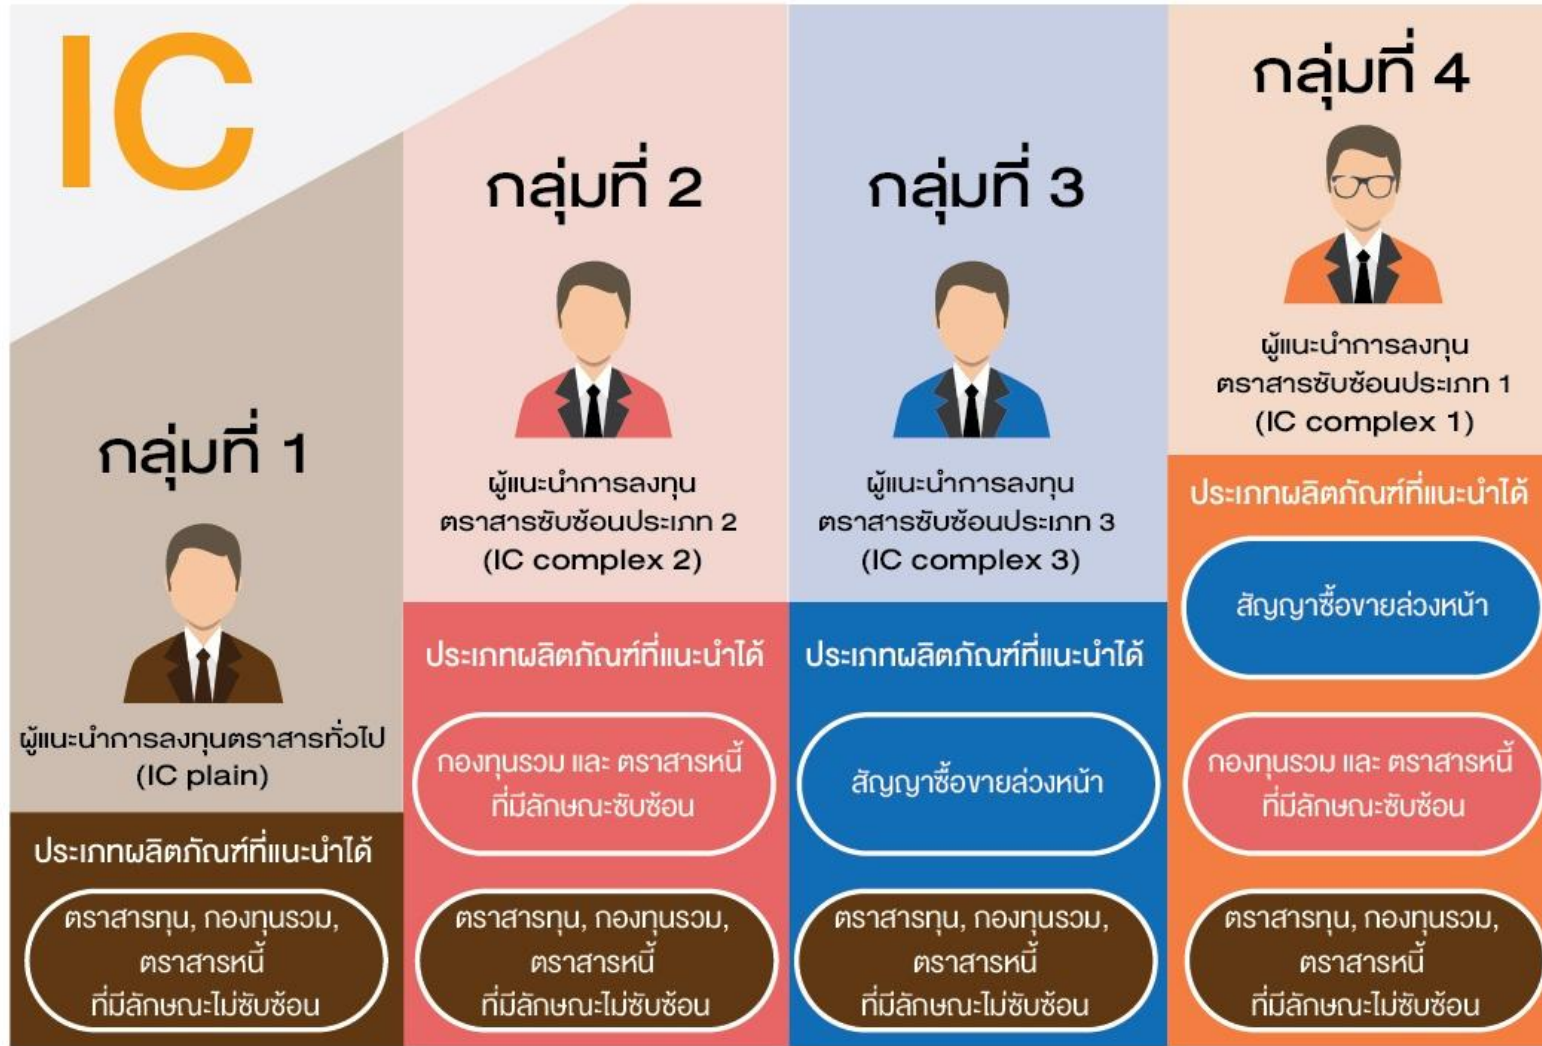 IC
กลุ่มที่ 1
ผู้แนะนำการลงทุนตราสารทั่วไป
(IC plain)
ประเภทผลิตภัณฑ์ที่แนะนำได้
ตราสารทุน, กองทุนรวม,
ตราสารหนี้
ที่มีลักษณะไม่ซับซ้อน
กลุ่มที่ 2
ผู้แนะนำการลงทุน
ตราสารซับซ้อนประเภท 2
(IC complex 2)
ประเภทผลิตภัณฑ์ที่แนะนำได้
กองทุนรวม และ ตราสารหนี้
ที่มีลักษณะซับซ้อน
ตราสารทุน, กองทุนรวม,
ตราสารหนี้
ที่มีลักษณะไม่ซับซ้อน
กลุ่มที่ 3
ผู้แนะนำการลงทุน
ตราสารซับซ้อนประเภท 3
(IC complex 3)
ประเภทผลิตภัณฑ์ที่แนะนำได้
สัญญาซื้อขายล่วงหน้า
ตราสารทุน, กองทุนรวม,
ตราสารหนี้
ที่มีลักษณะไม่ซับซ้อน
กลุ่มที่ 4
ผู้แนะนำการลงทุน
ตราสารซับซ้อนประเภท 1
(IC complex 1)
ประเภทผลิตภัณฑ์ที่แนะนำได้
สัญญาซื้อขายล่วงหน้า
กองทุนรวม และ ตราสารหนี้
ที่มีลักษณะซับซ้อน
ตราสารทุน, กองทุนรวม,
ตราสารหนี้
ที่มีลักษณะไม่ซับซ้อน